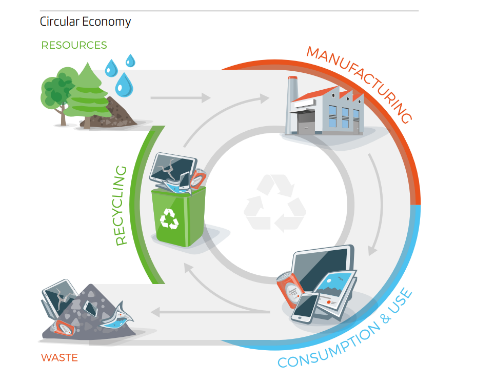 Circular Economy
RESOURCES
MANUFACTURING
RECYCLING
CONSUMPTION & USE
WASTE